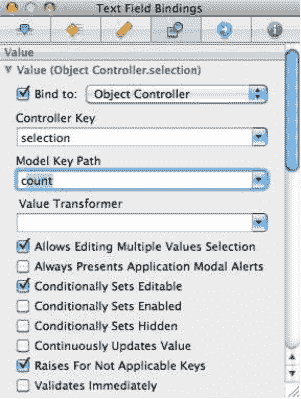 Text Field Bindings
Value
Value (Object Controller.selection)
Bind to: Object Controller
Controller Key
selection
Model Key Path
count
Value Transformer
Allows Editing Multiple Values Selection
Always Presents Application Modal Alerts
Conditionally Sets Editable
Conditionally Sets Enabled
Conditionally Sets Hidden
Continuously Updates Value
Raises For Not Applicable Keys
Validates Immediately